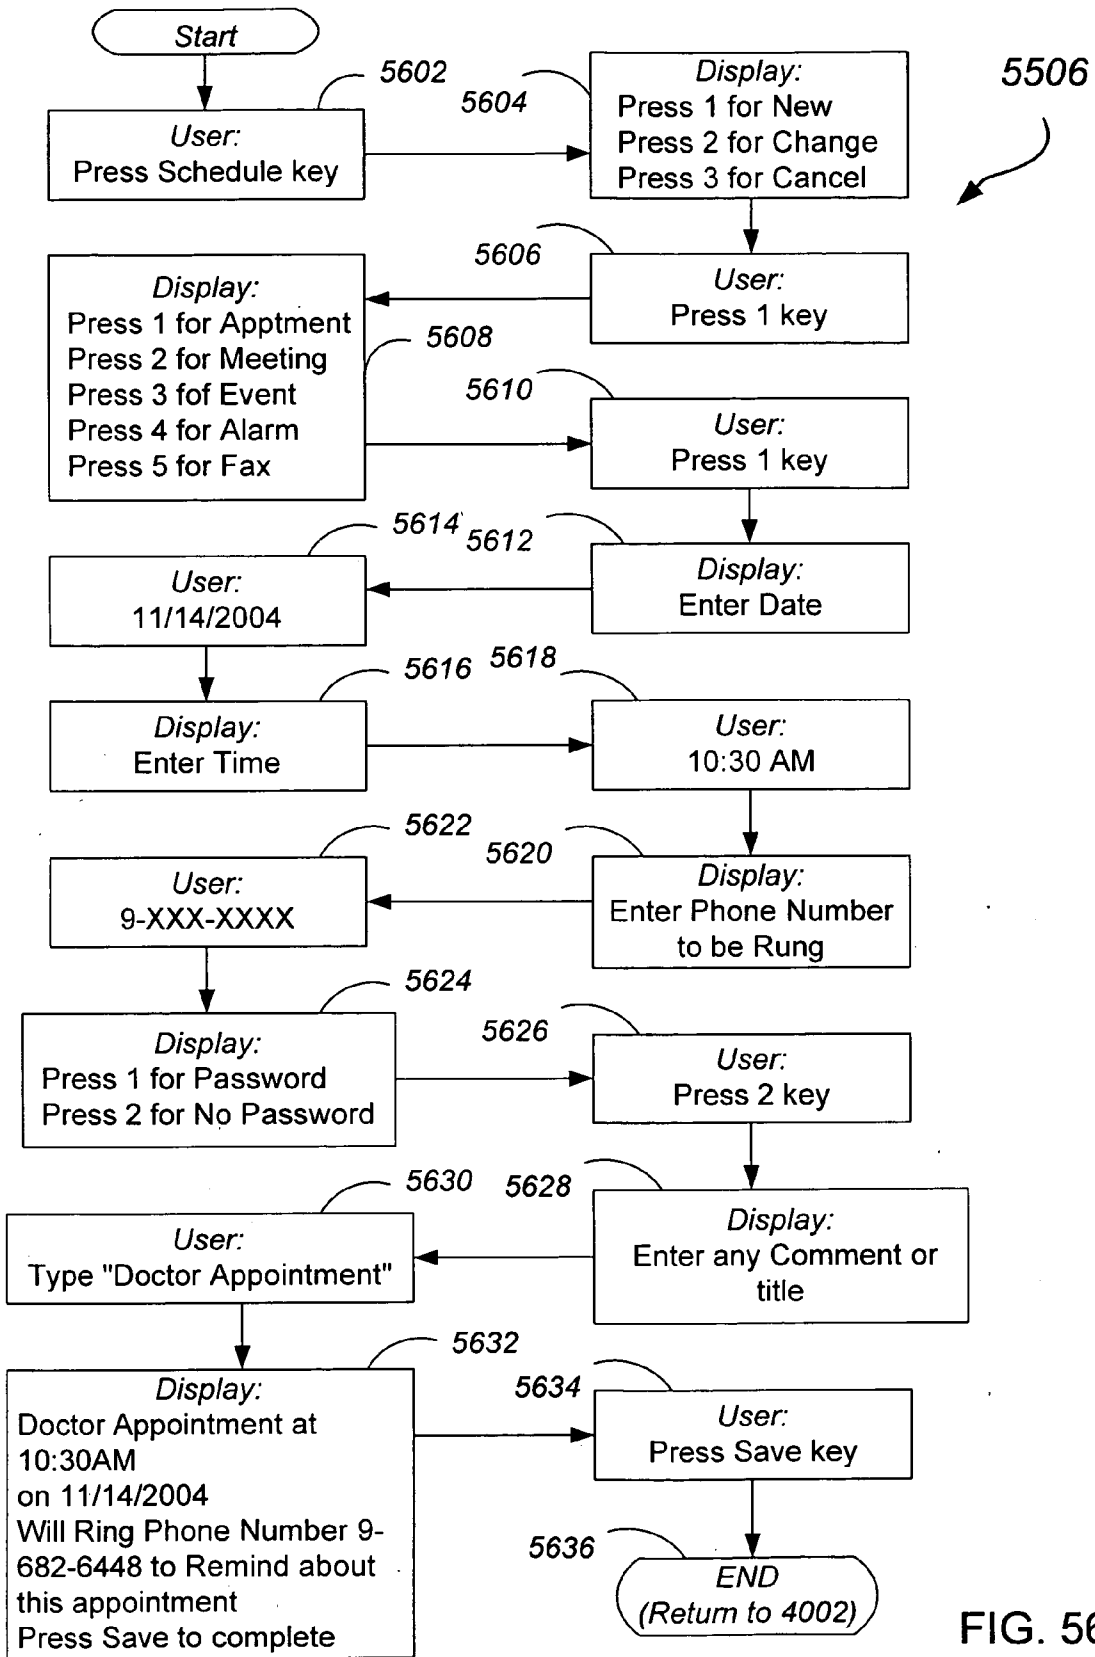 Start
5602
5604
5506
User:
Press Schedule key
Display:
Press 1 for New
Press 2 for Change
Press 3 for Cancel
5606
User:
Press 1 key
Display:
Press 1 for Apptment
Press 2 for Meeting
Press 3 fof Event
Press 4 for Alarm
Press 5 for Fax
5608
5610
User:
Press 1 key
5614
5612
User:
11/14/2004
Display:
Enter Date
5616
5618
Display:
Enter Time
User:
10:30 AM
5622
5620
User:
9-XXX-XXXX
Display:
Enter Phone Number
to be Rung
5624
5626
Display:
Press 1 for Password
Press 2 for No Password
User:
Press 2 key
5630
5628
User:
Type "Doctor Appointment"
Display:
Enter any Comment or
title
5632
5634
Display:
Doctor Appointment at
10:30AM
on 11/14/2004
Will Ring Phone Number 9-
682-6448 to Remind about
this appointment
Press Save to complete
User:
Press Save key
5636
END
(Return to 4002)
FIG. 56